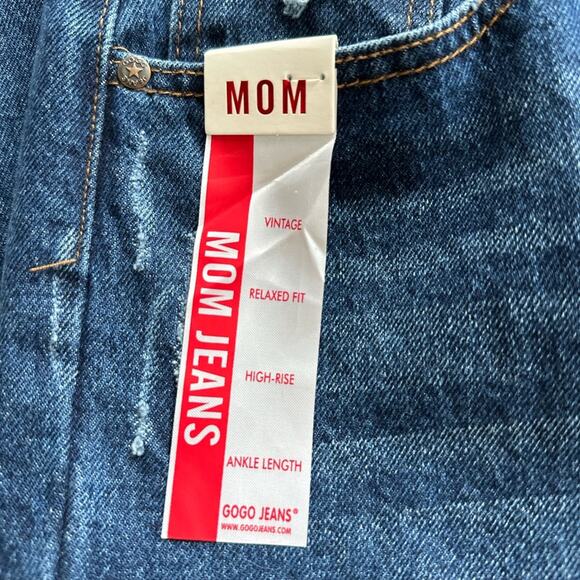 MOM
MOM JEANS
VINTAGE
RELAXED FIT
HIGH-RISE
ANKLE LENGTH
GOGO JEANS®
WWW.GOGOJEANS.COM